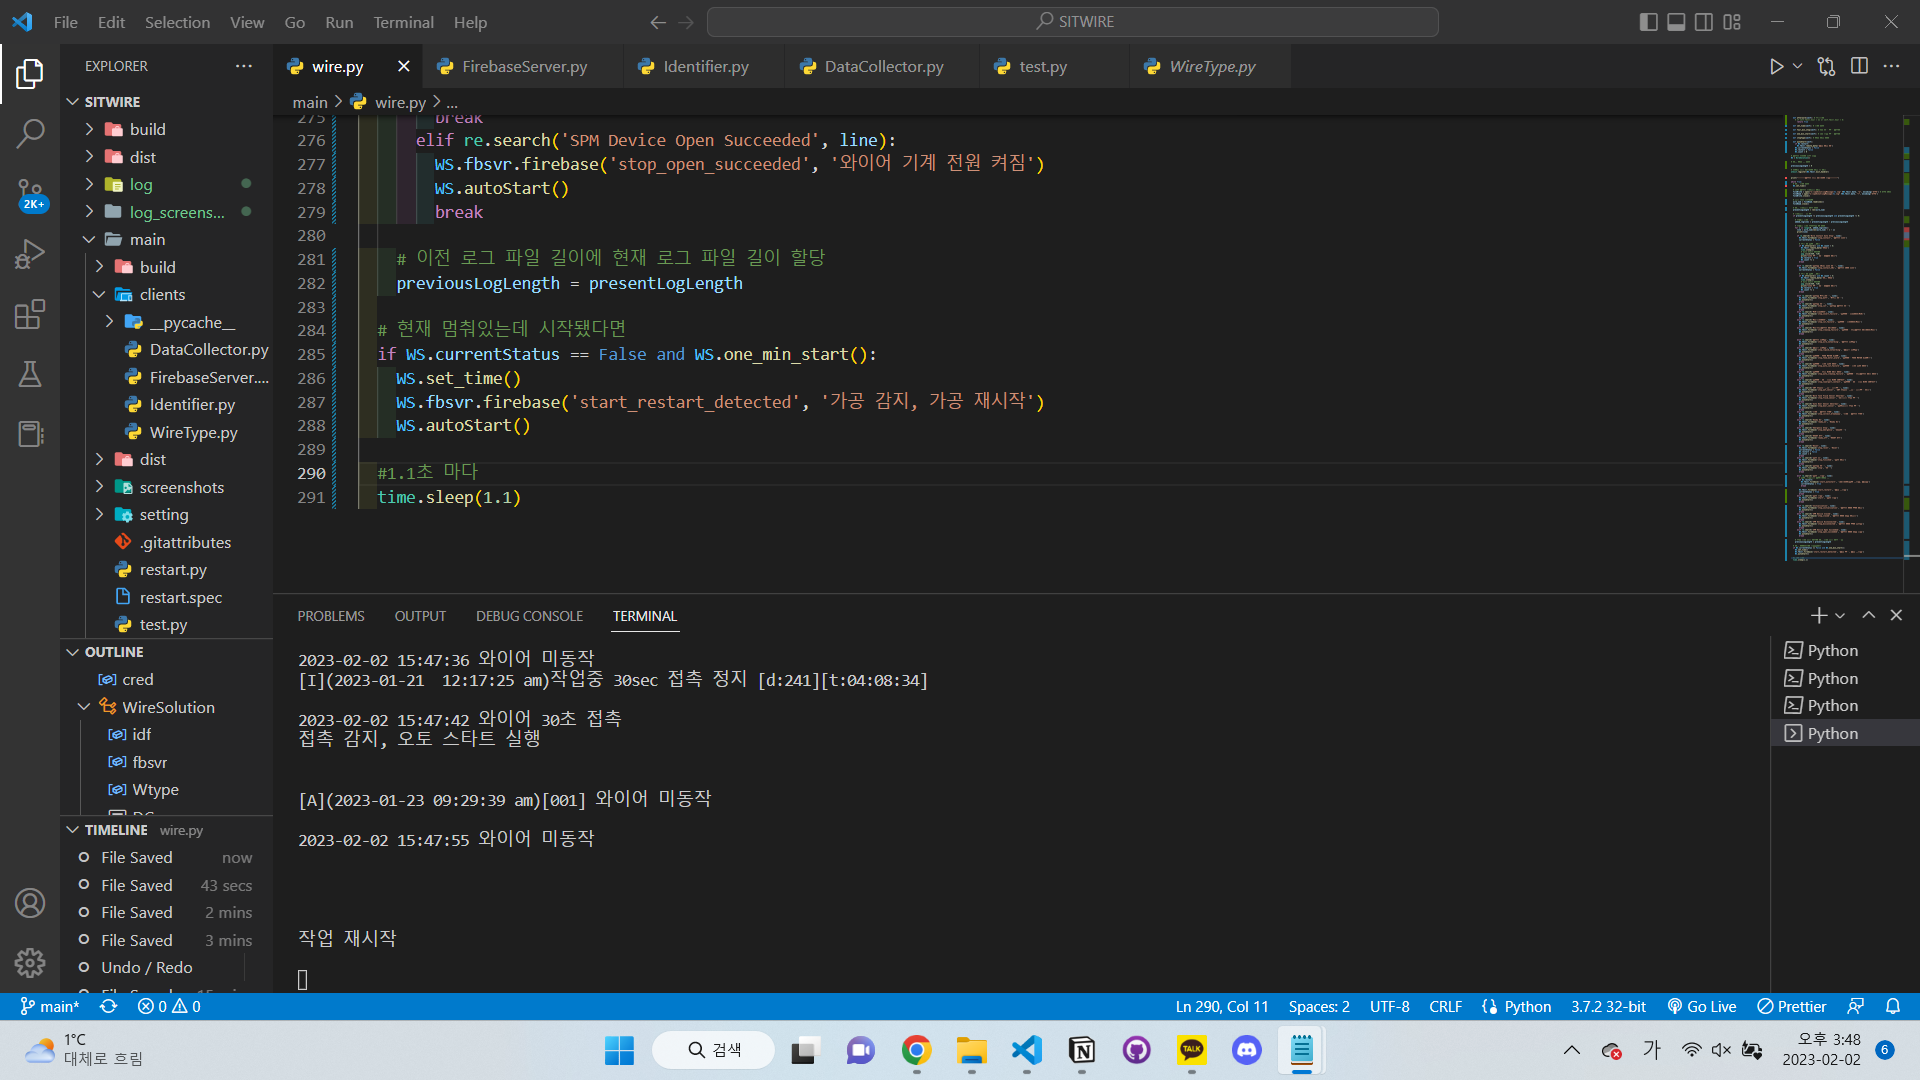 File Edit Selection View Go Run Terminal Help
SITWIRE
EXPLORER
SITWIRE
build
dist
log
log_screens...
main
build
clients
__pycache__
DataCollector.py
FirebaseServer....
Identifier.py
WireType.py
dist
screenshots
setting
.gitattributes
restart.py
restart.spec
test.py
OUTLINE
cred
WireSolution
idf
fbsvr
Wtype
TIMELINE wire.py
File Saved now
File Saved 43 secs
File Saved 2 mins
File Saved 3 mins
Undo / Redo
2K+
wire.py FirebaseServer.py Identifier.py DataCollector.py test.py WireType.py
main > wire.py > ...
275 break
276 elif re.search('SPM Device Open Succeeded', line):
277 WS.fbsvr.firebase('stop_open_succeeded', '와이어 기계 전원 켜짐')
278 WS.autoStart()
279 break
280
281 # 이전 로그 파일 길이에 현재 로그 파일 길이 할당
282 previousLogLength = presentLogLength
283
284 # 현재 멈춰있는데 시작됐다면
285 if WS.currentStatus == False and WS.one_min_start():
286 WS.set_time()
287 WS.fbsvr.firebase('start_restart_detected', '가공 감지, 가공 재시작')
288 WS.autoStart()
289
290 #1.1초 마다
291 time.sleep(1.1)
PROBLEMS OUTPUT DEBUG CONSOLE TERMINAL
2023-02-02 15:47:36 와이어 미동작
[I](2023-01-21 12:17:25 am)작업중 30sec 접촉 정지 [d:241][t:04:08:34]
2023-02-02 15:47:42 와이어 30초 접촉
접촉 감지, 오토 스타트 실행
[A](2023-01-23 09:29:39 am)[001] 와이어 미동작
2023-02-02 15:47:55 와이어 미동작
작업 재시작
Python
Python
Python
Python
main* 0 0 Ln 290, Col 11 Spaces: 2 UTF-8 CRLF Python 3.7.2 32-bit Go Live Prettier
1°C
대체로 흐림
검색
TALK
가
오후 3:48
2023-02-02
6